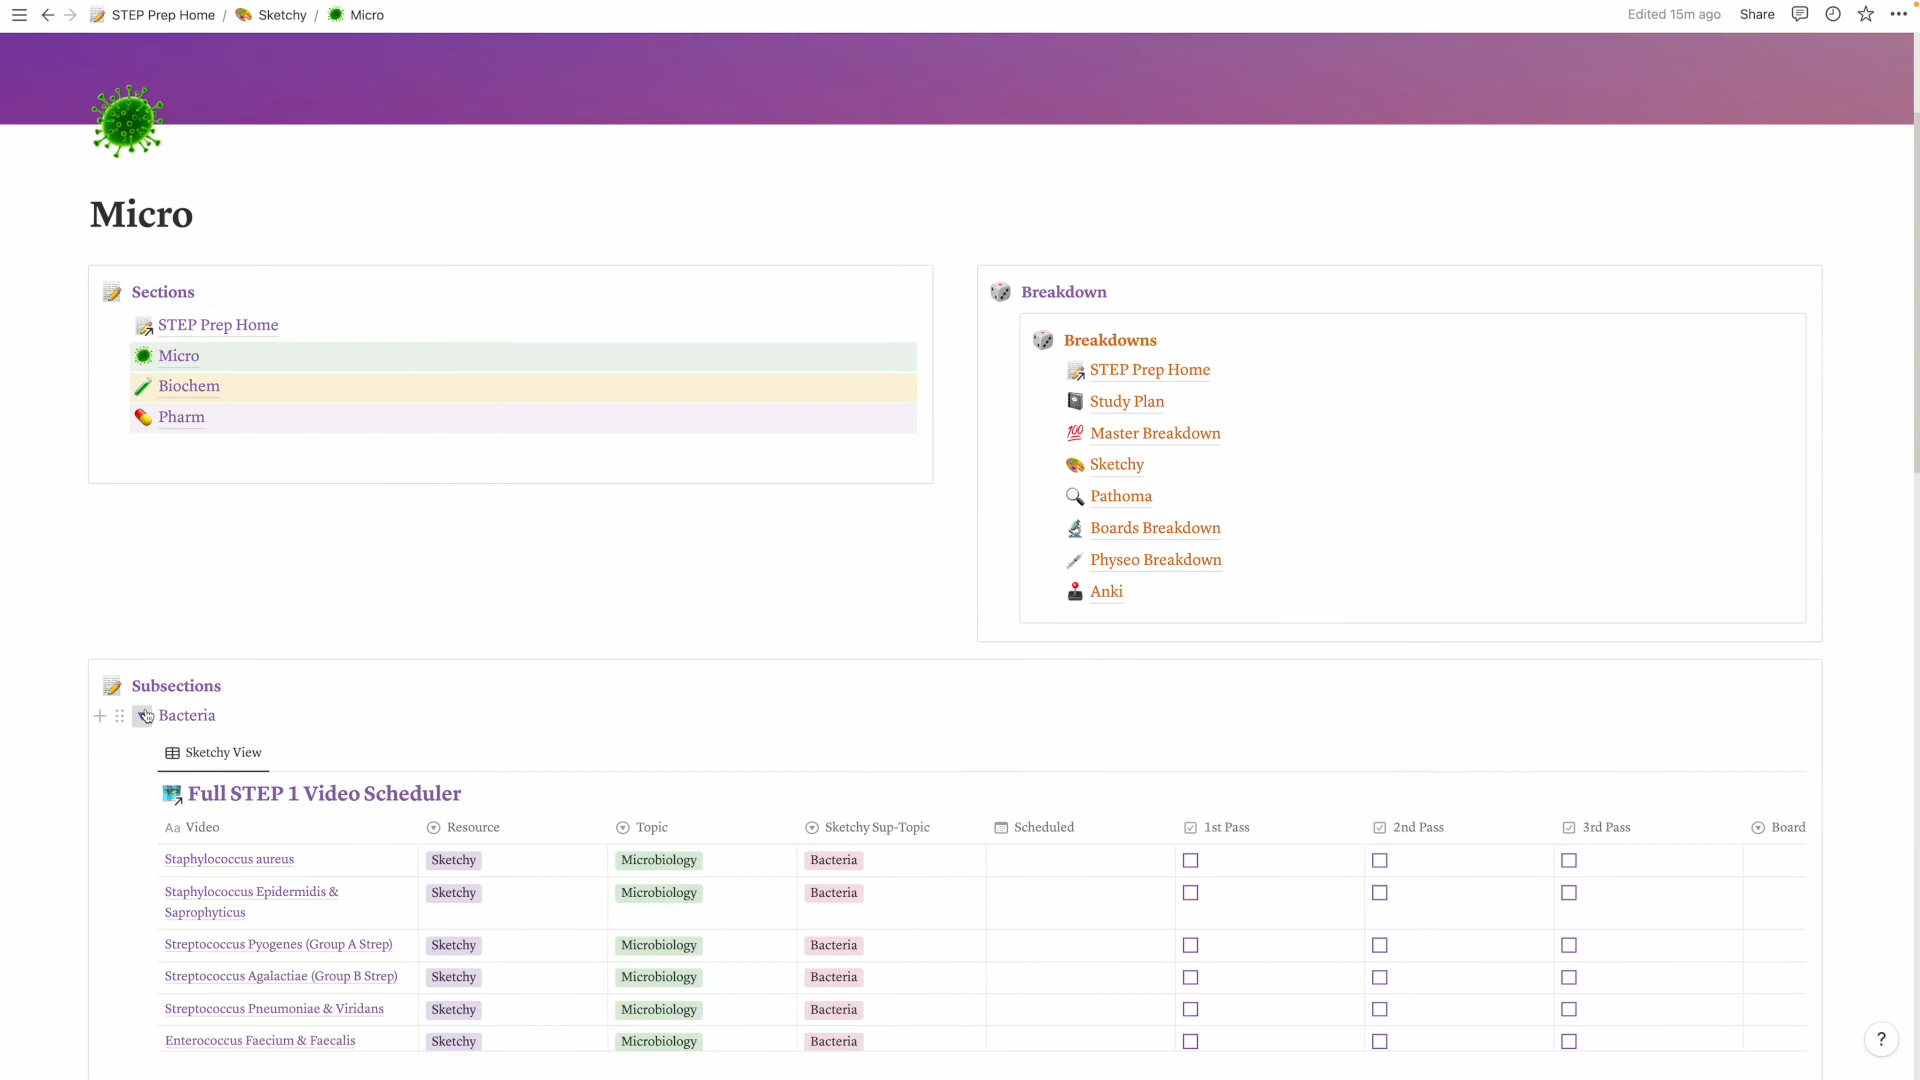 STEP Prep Home / Sketchy / Micro
Edited 15m ago Share
Micro
Sections
STEP Prep Home
Micro
Biochem
Pharm
Breakdown
Breakdowns
STEP Prep Home
Study Plan
Master Breakdown
Sketchy
Pathoma
Boards Breakdown
Physeo Breakdown
Anki
Subsections
Bacteria
Sketchy View
Full STEP 1 Video Scheduler
Aa Video Resource Topic Sketchy Sup-Topic Scheduled 1st Pass 2nd Pass 3rd Pass Board
Staphylococcus aureus Sketchy Microbiology Bacteria
Staphylococcus Epidermidis & Sketchy Microbiology Bacteria
Saprophyticus
Streptococcus Pyogenes (Group A Strep) Sketchy Microbiology Bacteria
Streptococcus Agalactiae (Group B Strep) Sketchy Microbiology Bacteria
Streptococcus Pneumoniae & Viridans Sketchy Microbiology Bacteria
Enterococcus Faecium & Faecalis Sketchy Microbiology Bacteria
?